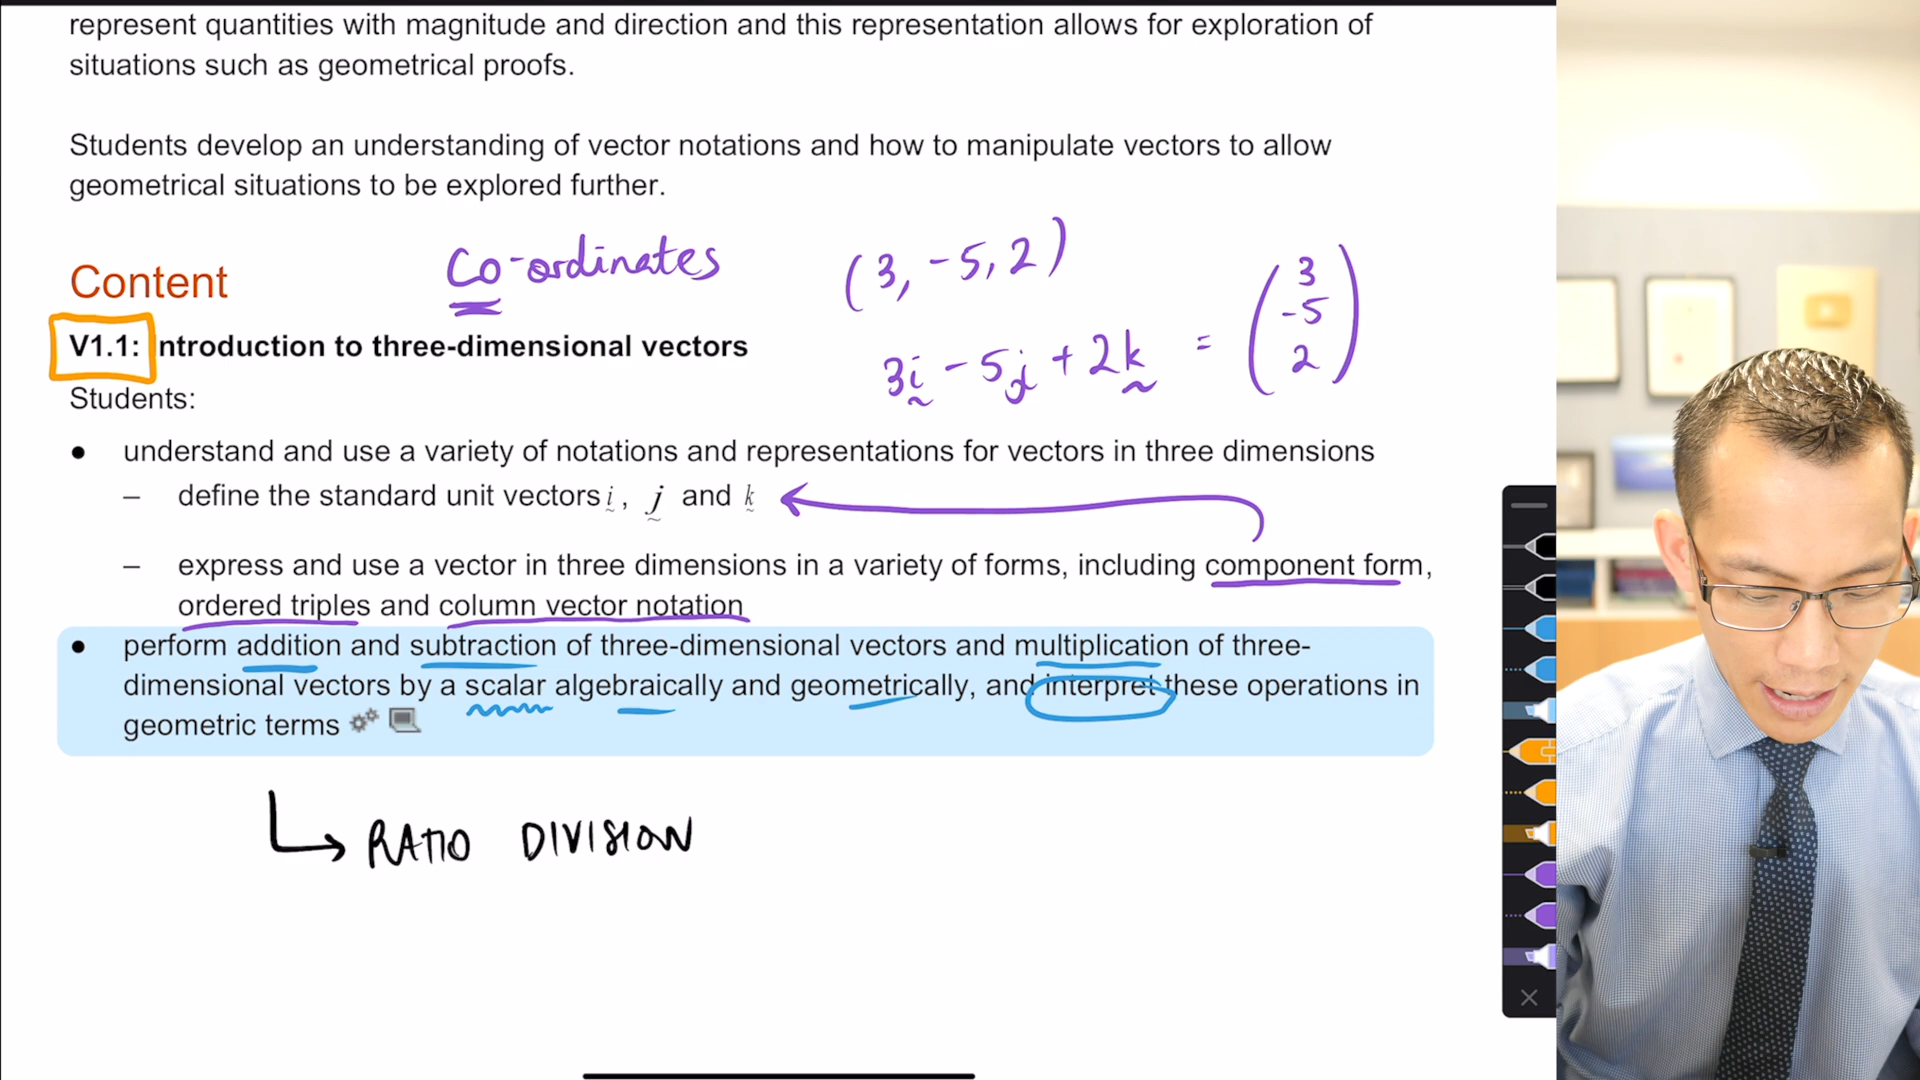 represent quantities with magnitude and direction and this representation allows for exploration of
situations such as geometrical proofs.
Students develop an understanding of vector notations and how to manipulate vectors to allow
geometrical situations to be explored further.
Content
Co-ordinates
(3, -5, 2)
3i - 5j + 2k = (3 -5 2)
V1.1: Introduction to three-dimensional vectors
Students:
● understand and use a variety of notations and representations for vectors in three dimensions
– define the standard unit vectors i, j and k
– express and use a vector in three dimensions in a variety of forms, including component form,
ordered triples and column vector notation
● perform addition and subtraction of three-dimensional vectors and multiplication of three-
dimensional vectors by a scalar algebraically and geometrically, and interpret these operations in
geometric terms
RATIO DIVISION